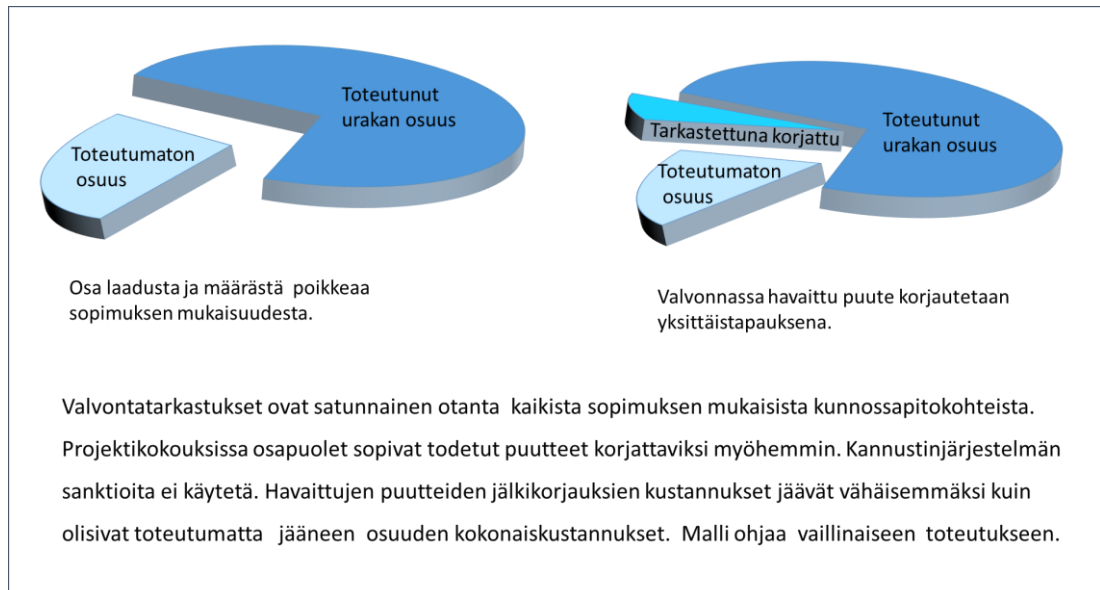 Toteutunut
urakan osuus
Toteutumaton
osuus
Osa laadusta ja määrästä poikkeaa
sopimuksen mukaisuudesta.
Toteutunut
urakan osuus
Tarkastettuna korjattu
Toteutumaton
osuus
Valvonnassa havaittu puute korjautetaan
yksittäistapauksena.
Valvontatarkastukset ovat satunnainen otanta kaikista sopimuksen mukaisista kunnossapitokohteista.
Projektikokouksissa osapuolet sopivat todetut puutteet korjattaviksi myöhemmin. Kannustinjärjestelmän
sanktioita ei käytetä. Havaittujen puutteiden jälkikorjauksien kustannukset jäävät vähäisemmäksi kuin
olisivat toteutumatta jääneen osuuden kokonaiskustannukset. Malli ohjaa vaillinaiseen toteutukseen.